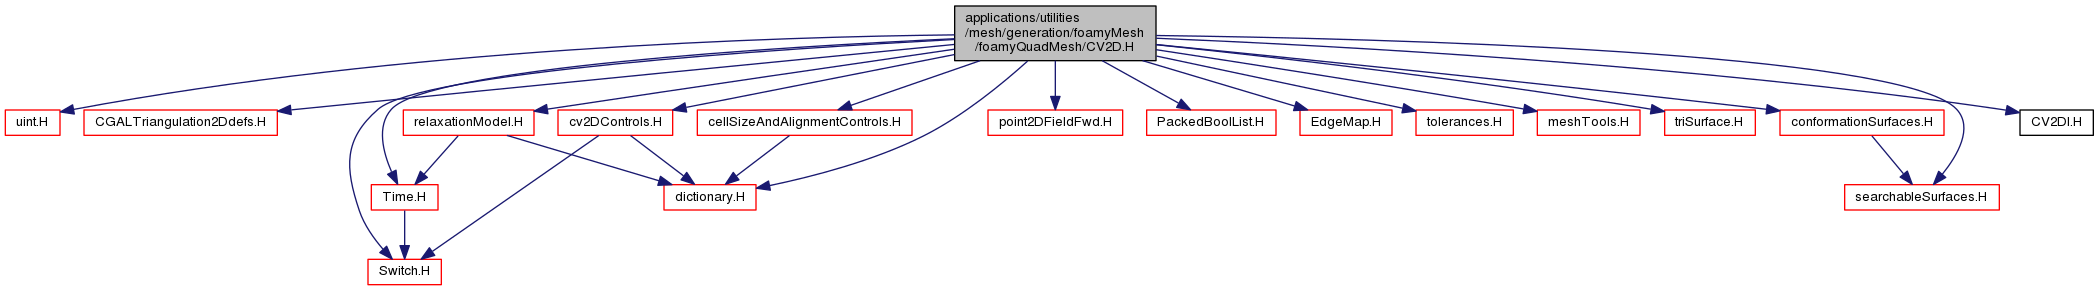 applications/utilities
/mesh/generation/foamyMesh
/foamyQuadMesh/CV2D.H
uint.H
CGALTriangulation2Ddefs.H
relaxationModel.H
cv2DControls.H
cellSizeAndAlignmentControls.H
point2DFieldFwd.H
PackedBoolList.H
EdgeMap.H
tolerances.H
meshTools.H
triSurface.H
conformationSurfaces.H
CV2DI.H
Time.H
dictionary.H
searchableSurfaces.H
Switch.H